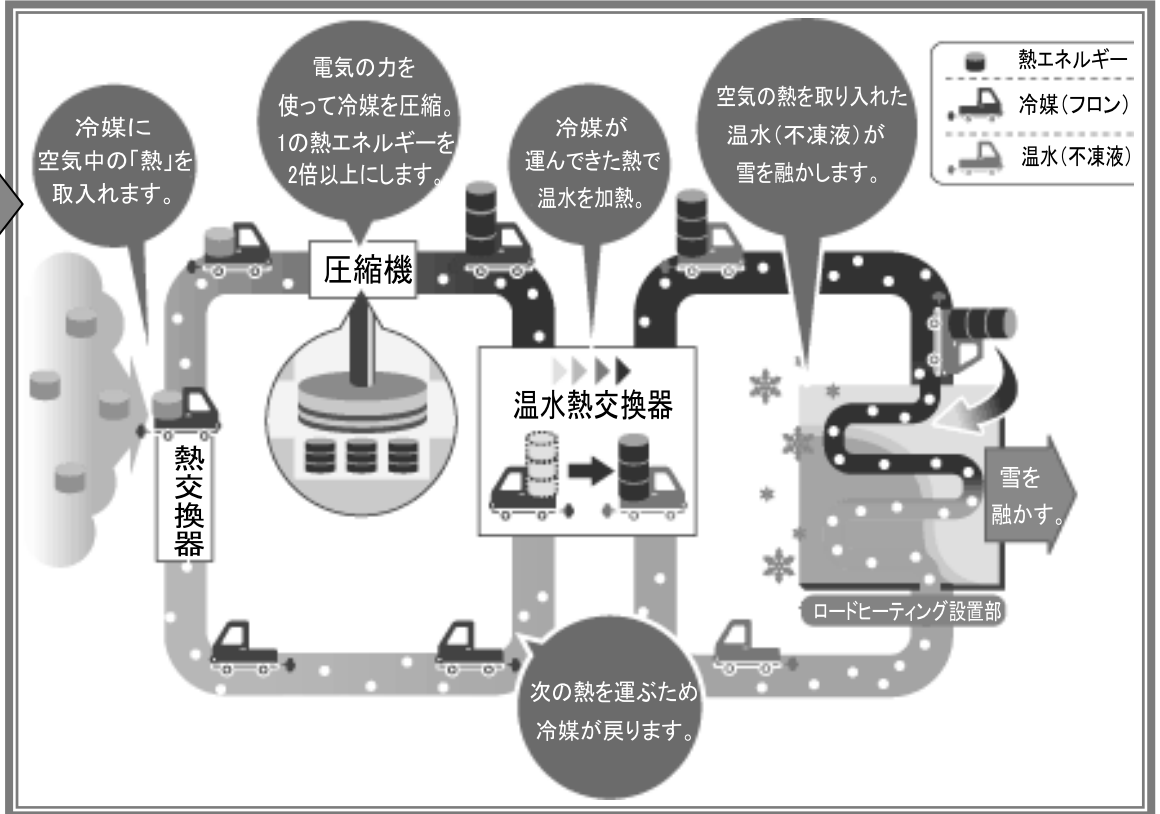 冷媒に
空気中の「熱」を
取入れます。
電気の力を
使って冷媒を圧縮。
1の熱エネルギーを
2倍以上にします。
冷媒が
運んできた熱で
温水を加熱。
空気の熱を取り入れた
温水(不凍液)が
雪を融かします。
熱エネルギー
冷媒(フロン)
温水(不凍液)
圧縮機
温水熱交換器
熱交換器
雪を
融かす。
ロードヒーティング設置部
次の熱を運ぶため
冷媒が戻ります。